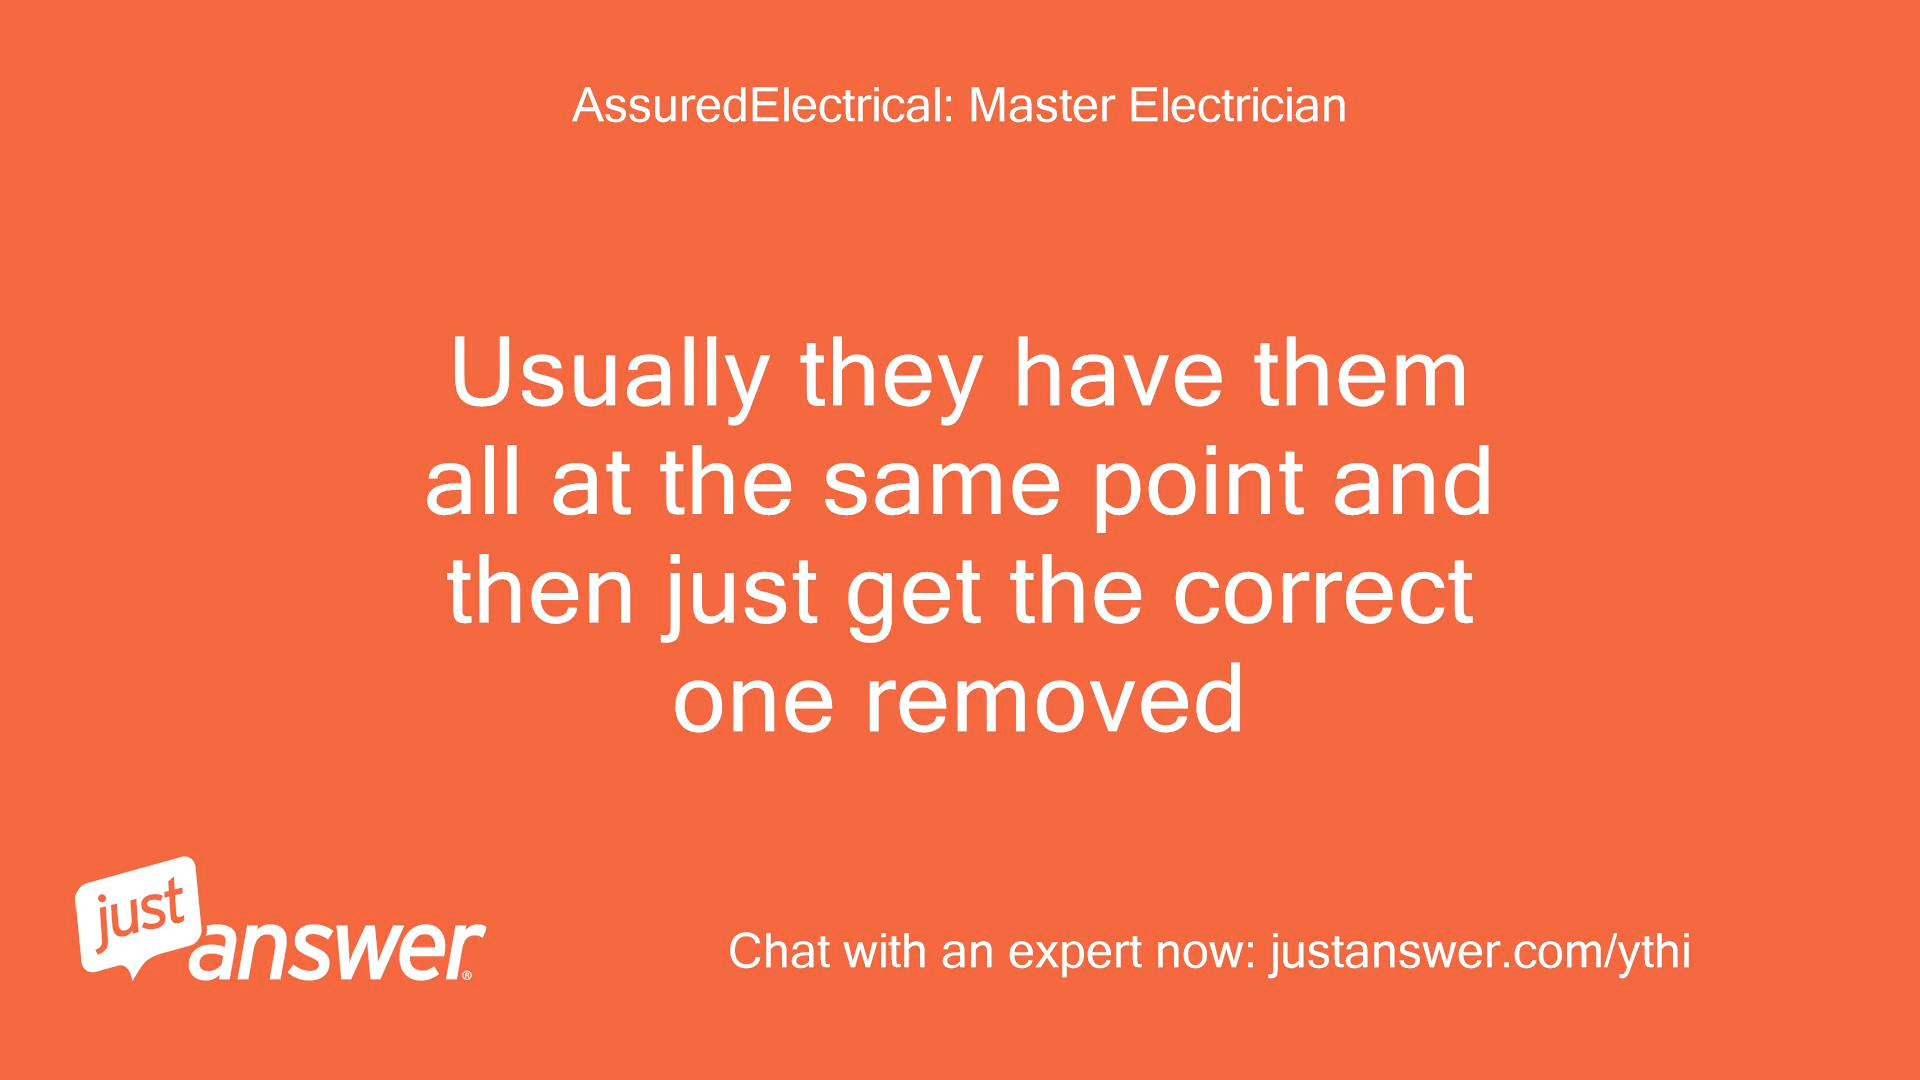 AssuredElectrical: Master Electrician
Usually they have them
all at the same point and
then just get the correct
one removed
just
answer®
Chat with an expert now: justanswer.com/ythi